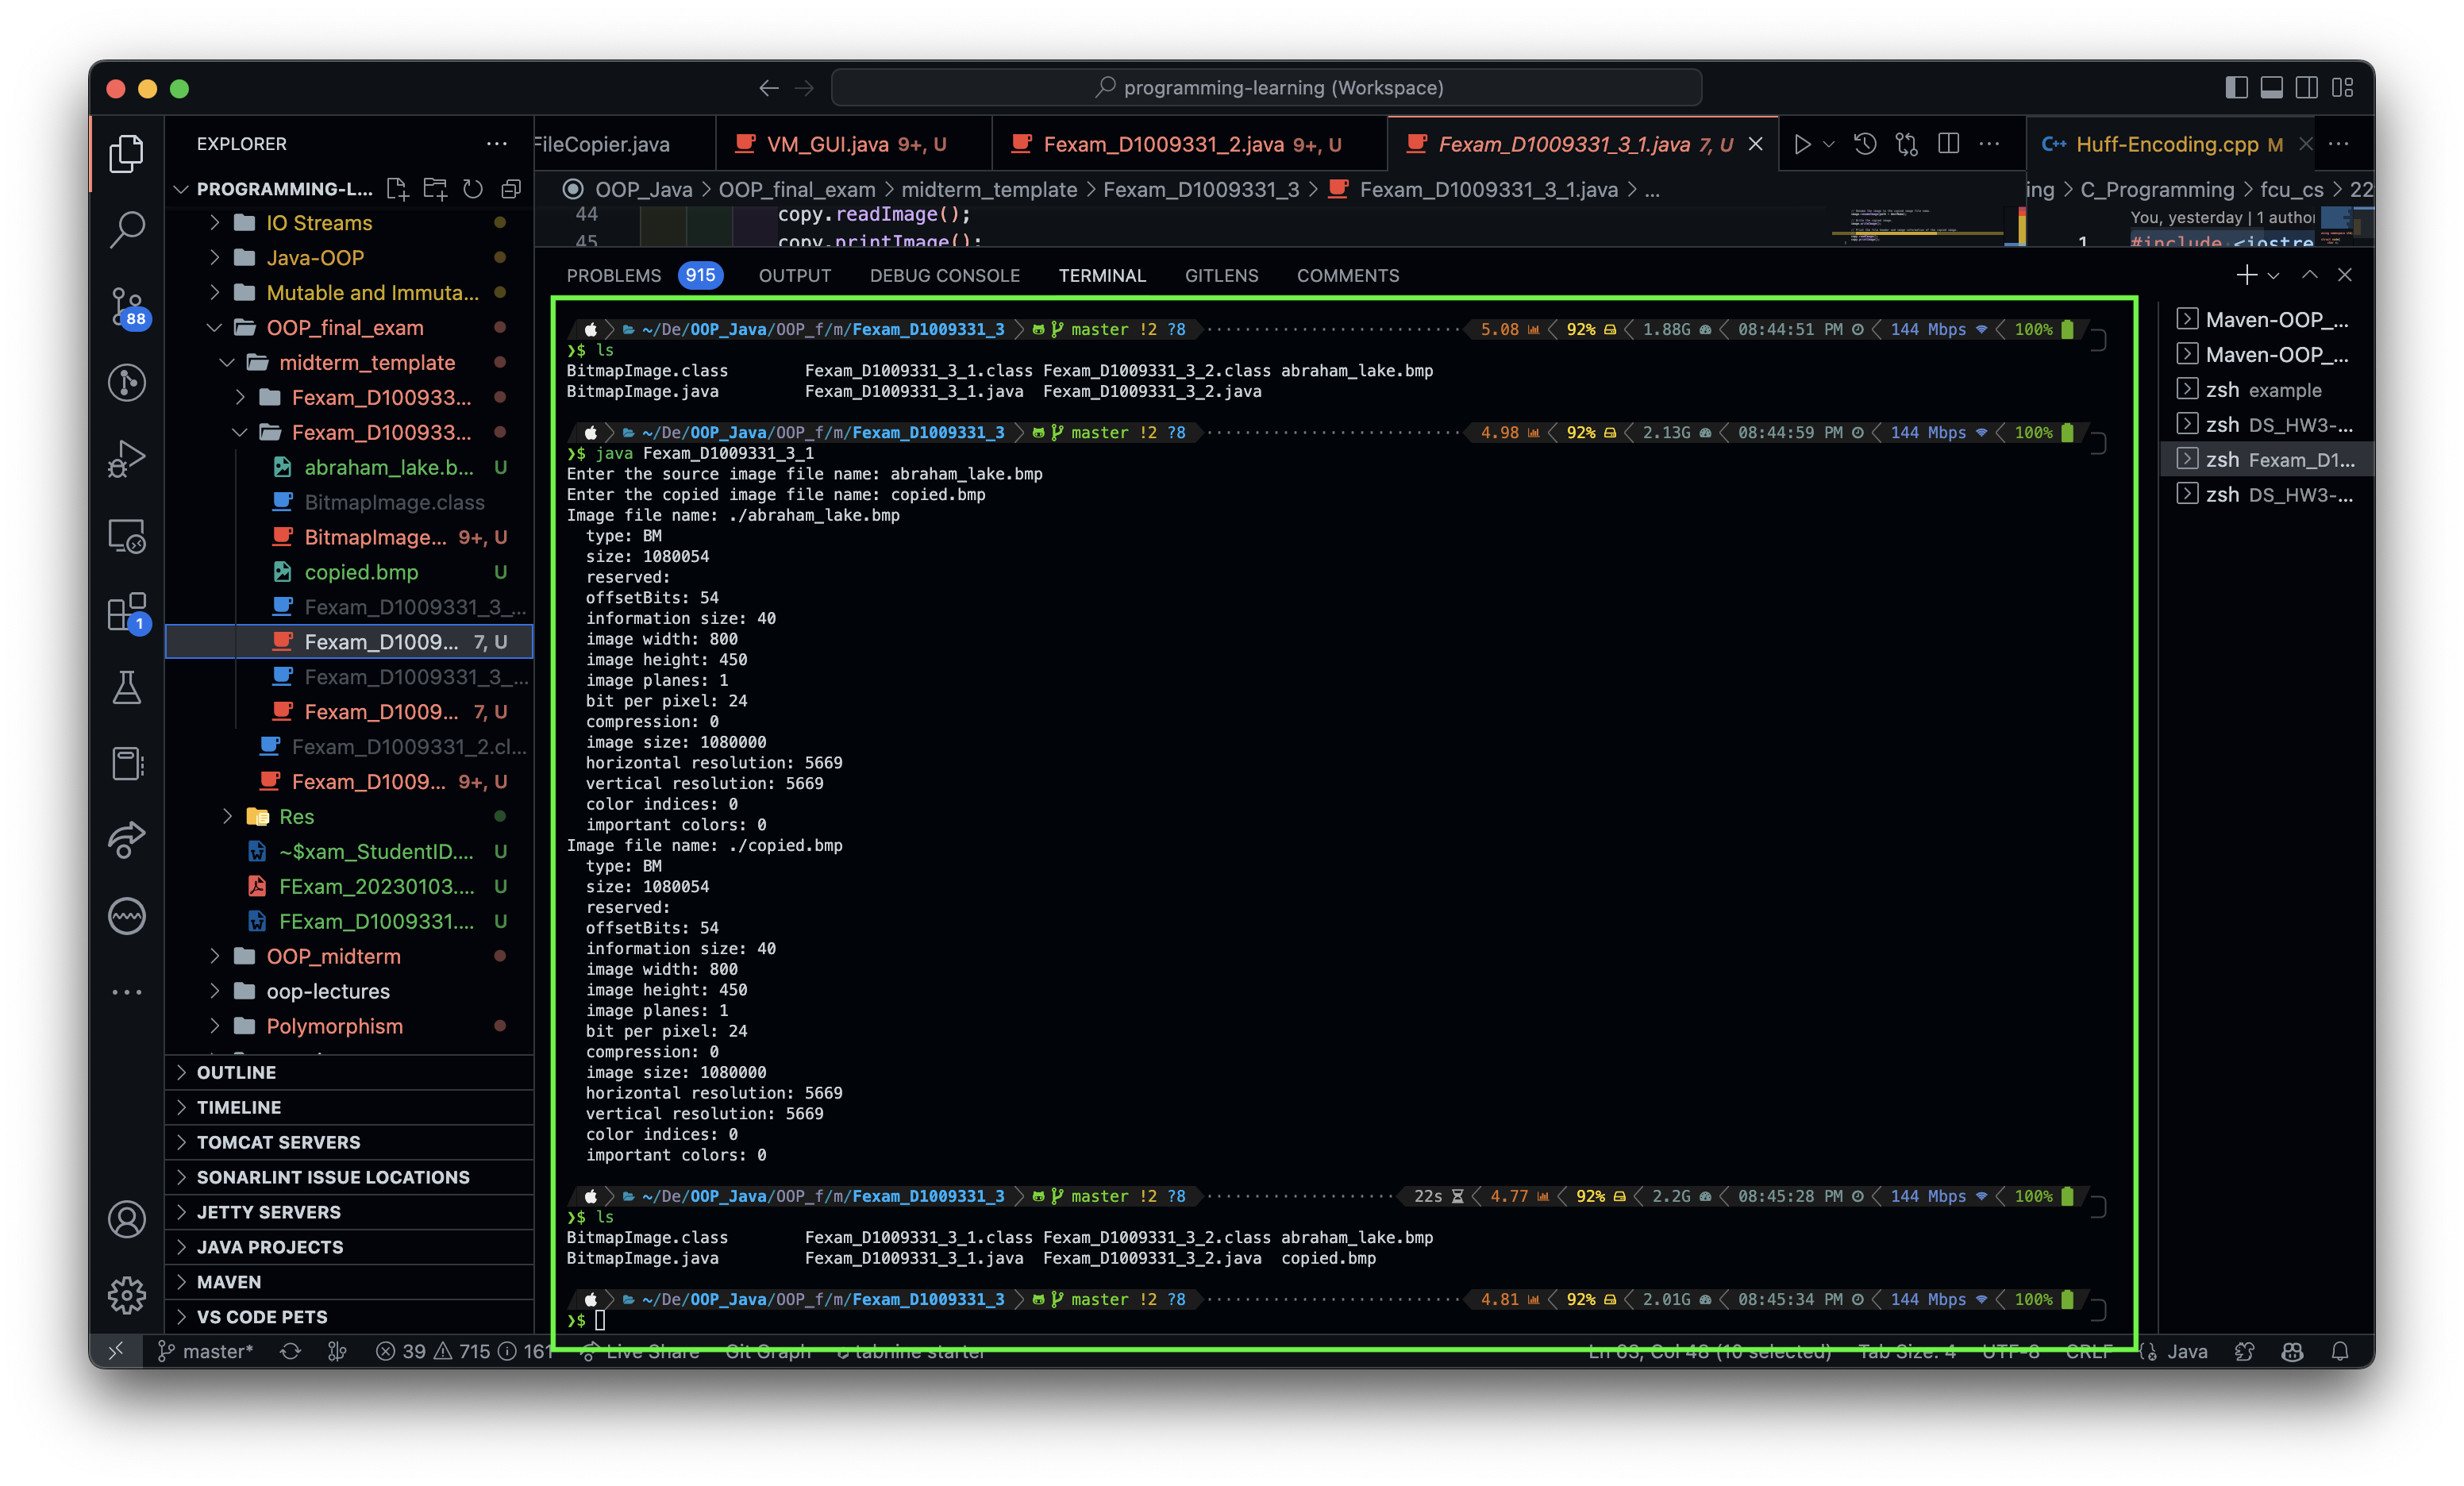 programming-learning (Workspace)
EXPLORER
FileCopier.java
VM_GUI.java 9+, U
Fexam_D1009331_2.java 9+, U
Fexam_D1009331_3_1.java 7, U
Huff-Encoding.cpp M
PROGRAMMING-L...
OOP_Java > OOP_final_exam > midterm_template > Fexam_D1009331_3 > Fexam_D1009331_3_1.java > ...
ing > C_Programming > fcu_cs > 22
44 copy.readImage();
45 copy.printImage();
You, yesterday | 1 author
1 #include <iostre
IO Streams
Java-OOP
Mutable and Immuta...
OOP_final_exam
midterm_template
Fexam_D100933...
Fexam_D100933...
abraham_lake.b... U
BitmapImage.class
BitmapImage... 9+, U
copied.bmp U
Fexam_D1009331_3_...
Fexam_D1009... 7, U
Fexam_D1009331_3_...
Fexam_D1009... 7, U
Fexam_D1009331_2.cl...
Fexam_D1009... 9+, U
Res
~$xam_StudentID.... U
FExam_20230103.... U
FExam_D1009331.... U
OOP_midterm
oop-lectures
Polymorphism
OUTLINE
TIMELINE
TOMCAT SERVERS
SONARLINT ISSUE LOCATIONS
JETTY SERVERS
JAVA PROJECTS
MAVEN
VS CODE PETS
88
1
PROBLEMS 915 OUTPUT DEBUG CONSOLE TERMINAL GITLENS COMMENTS
~/De/OOP_Java/OOP_f/m/Fexam_D1009331_3 master !2 ?8 5.08 92% 1.88G 08:44:51 PM 144 Mbps 100%
❯$ ls
BitmapImage.class Fexam_D1009331_3_1.class Fexam_D1009331_3_2.class abraham_lake.bmp
BitmapImage.java Fexam_D1009331_3_1.java Fexam_D1009331_3_2.java
~/De/OOP_Java/OOP_f/m/Fexam_D1009331_3 master !2 ?8 4.98 92% 2.13G 08:44:59 PM 144 Mbps 100%
❯$ java Fexam_D1009331_3_1
Enter the source image file name: abraham_lake.bmp
Enter the copied image file name: copied.bmp
Image file name: ./abraham_lake.bmp
type: BM
size: 1080054
reserved:
offsetBits: 54
information size: 40
image width: 800
image height: 450
image planes: 1
bit per pixel: 24
compression: 0
image size: 1080000
horizontal resolution: 5669
vertical resolution: 5669
color indices: 0
important colors: 0
Image file name: ./copied.bmp
type: BM
size: 1080054
reserved:
offsetBits: 54
information size: 40
image width: 800
image height: 450
image planes: 1
bit per pixel: 24
compression: 0
image size: 1080000
horizontal resolution: 5669
vertical resolution: 5669
color indices: 0
important colors: 0
~/De/OOP_Java/OOP_f/m/Fexam_D1009331_3 master !2 ?8 22s 4.77 92% 2.2G 08:45:28 PM 144 Mbps 100%
❯$ ls
BitmapImage.class Fexam_D1009331_3_1.class Fexam_D1009331_3_2.class abraham_lake.bmp
BitmapImage.java Fexam_D1009331_3_1.java Fexam_D1009331_3_2.java copied.bmp
~/De/OOP_Java/OOP_f/m/Fexam_D1009331_3 master !2 ?8 4.81 92% 2.01G 08:45:34 PM 144 Mbps 100%
❯$
Maven-OOP_...
Maven-OOP_...
zsh example
zsh DS_HW3-...
zsh Fexam_D1...
zsh DS_HW3-...
master* 39 715 161 Live Share Git Graph tabnine starter Ln 63, Col 48 (10 selected) Tab Size: 4 UTF-8 CRLF Java